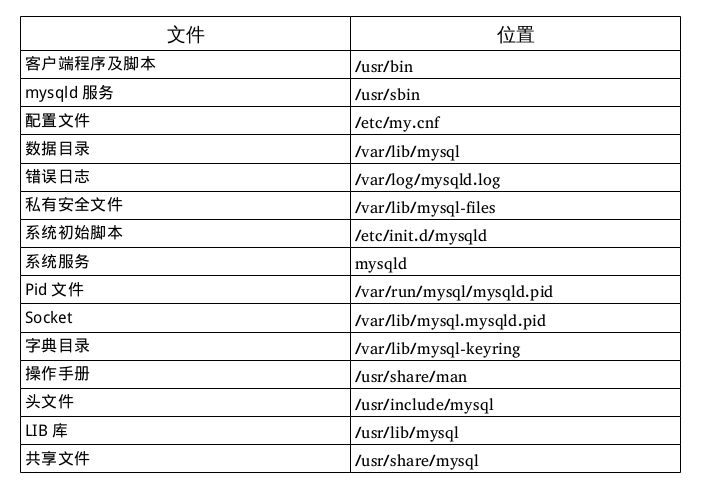 文件 位置
客户端程序及脚本 /usr/bin
mysqld 服务 /usr/sbin
配置文件 /etc/my.cnf
数据目录 /var/lib/mysql
错误日志 /var/log/mysqld.log
私有安全文件 /var/lib/mysql-files
系统初始脚本 /etc/init.d/mysqld
系统服务 mysqld
Pid 文件 /var/run/mysql/mysqld.pid
Socket /var/lib/mysql.mysqld.pid
字典目录 /var/lib/mysql-keyring
操作手册 /usr/share/man
头文件 /usr/include/mysql
LIB 库 /usr/lib/mysql
共享文件 /usr/share/mysql